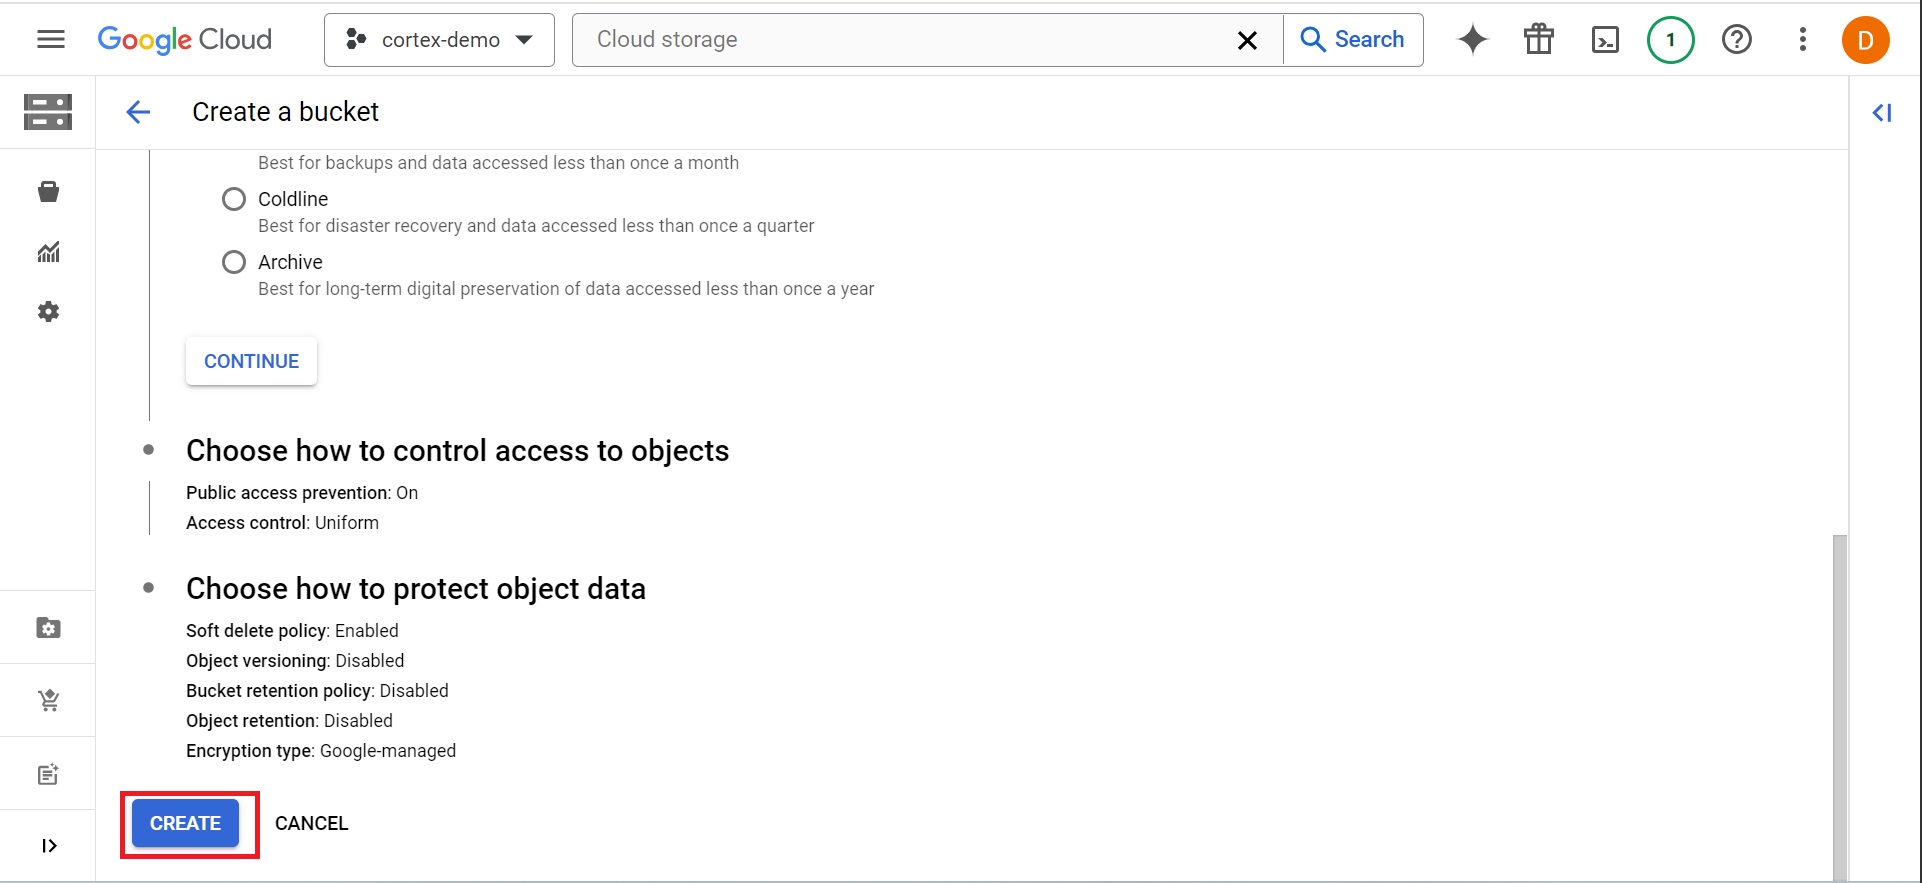 Google Cloud
cortex-demo
Cloud storage
Search
1
D
Create a bucket
Best for backups and data accessed less than once a month
Coldline
Best for disaster recovery and data accessed less than once a quarter
Archive
Best for long-term digital preservation of data accessed less than once a year
CONTINUE
Choose how to control access to objects
Public access prevention: On
Access control: Uniform
Choose how to protect object data
Soft delete policy: Enabled
Object versioning: Disabled
Bucket retention policy: Disabled
Object retention: Disabled
Encryption type: Google-managed
CREATE
CANCEL